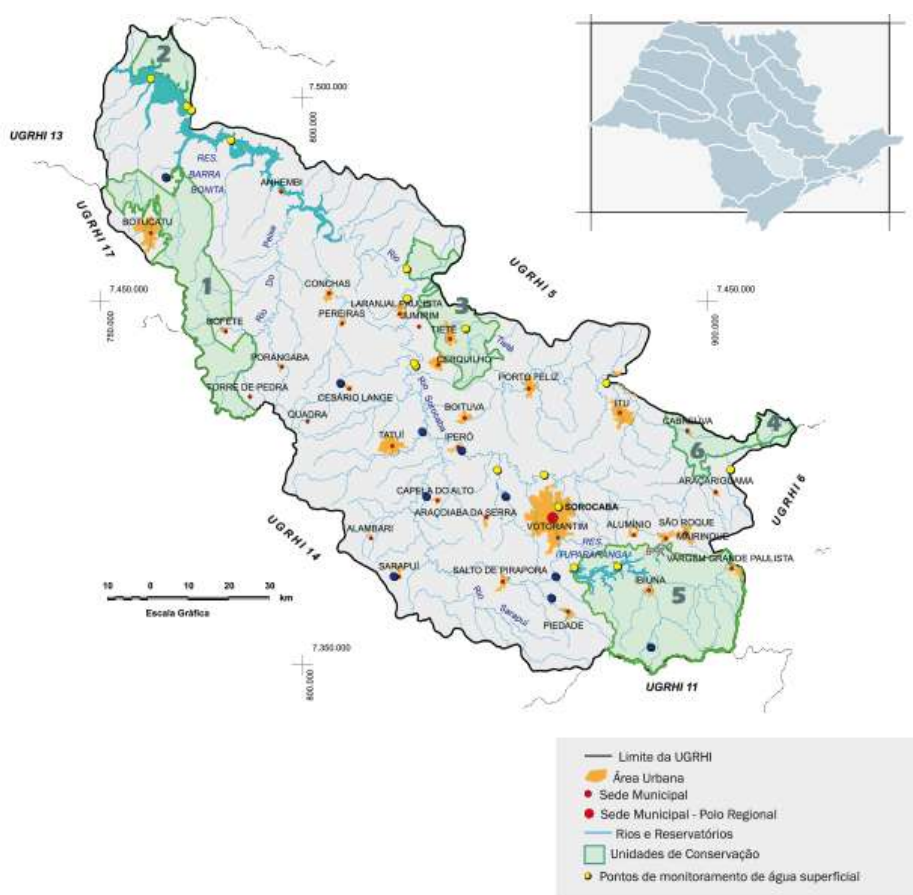 2
7.500.000
800.000
UGRHI 13
RES.
BARRA
BONITA
ANHEMBI
UGRHI 17
BOTUCATU
Rio
Do
Peixe
Rio
UGRHI 5
7.450.000
750.000
1
CONCHAS
LARANJAL PAULISTA
3
7.450.000
900.000
PEREIRAS
JUMIRIM
BOFETE
TIETÊ
Tietê
PORANGABA
CERQUILHO
TORRE DE PEDRA
CESÁRIO LANGE
PORTO FELIZ
Rio Sorocaba
QUADRA
BOITUVA
ITU
CABREÚVA
4
TATUÍ
IPERÓ
6
ARAÇARIGUAMA
UGRHI 6
CAPELA DO ALTO
ARAÇOIABA DA SERRA
SOROCABA
UGRHI 14
ALAMBARI
VOTORANTIM
ALUMÍNIO
SÃO ROQUE
MAIRINQUE
RES.
ITUPARARANGA
VARGEM GRANDE PAULISTA
SARAPUÍ
SALTO DE PIRAPORA
IBIÚNA
5
Rio
Sarapuí
PIEDADE
10 0 10 20 30
km
Escala Gráfica
7.350.000
800.000
UGRHI 11
Limite da UGRHI
Área Urbana
Sede Municipal
Sede Municipal - Polo Regional
Rios e Reservatórios
Unidades de Conservação
Pontos de monitoramento de água superficial